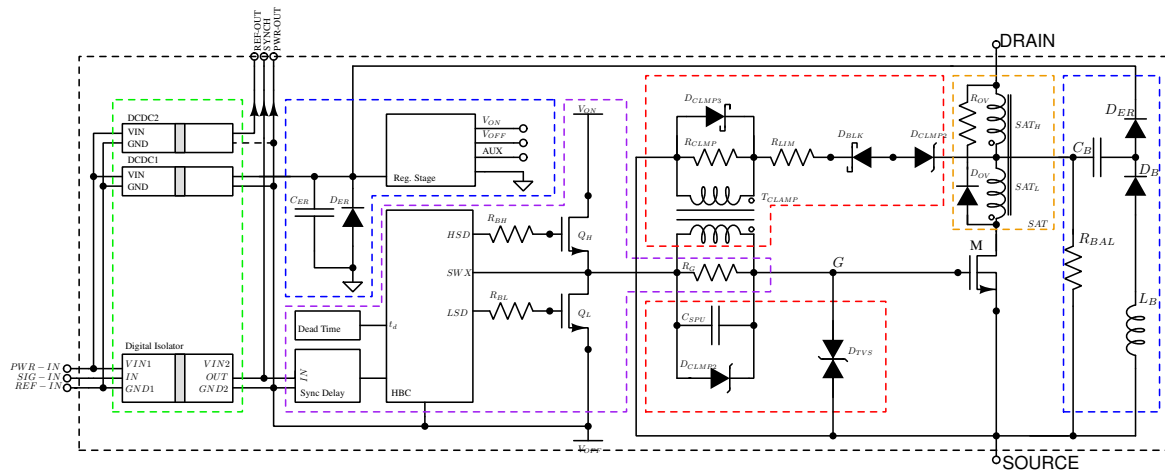 REF-OUT
SYNCH
PWR-OUT
DRAIN
DCDC2
VIN
GND
DCDC1
VIN
GND
V_ON
V_OFF
AUX
Reg. Stage
C_ER
D_ER
V_ON
HSD
R_BH
Q_H
SWX
LSD
R_BL
Q_L
Dead Time
t_d
HBC
IN
Sync Delay
V_OFF
Digital Isolator
VIN1
IN
GND1
VIN2
OUT
GND2
PWR-IN
SIG-IN
REF-IN
D_CLMP3
R_CLMP
R_LIM
D_BLK
D_CLMP2
T_CLAMP
R_G
C_SPU
D_CLMP2
G
D_TVS
R_OV
SAT_H
D_OV
SAT_L
SAT
M
C_B
D_ER
D_B
R_BAL
L_B
SOURCE